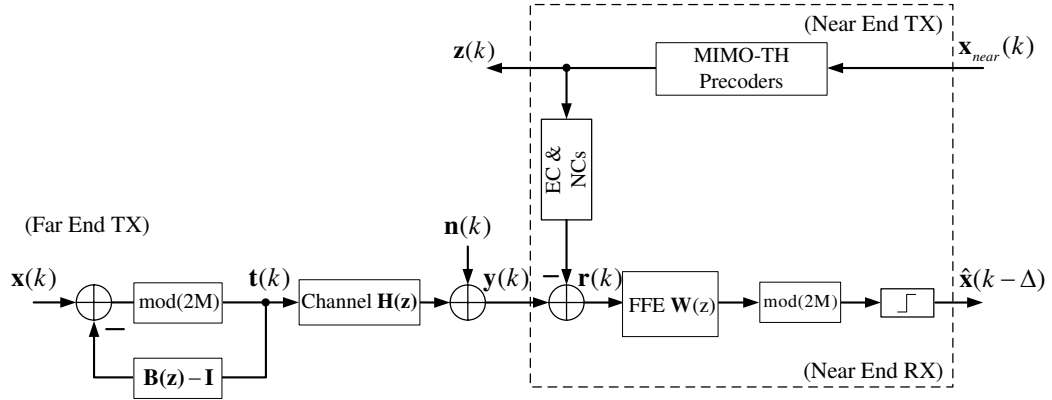 (Near End TX)
z(k)
MIMO-TH
Precoders
x_near(k)
EC &
NCs
(Far End TX)
n(k)
x(k)
t(k)
y(k)
r(k)
x̂(k − Δ)
−
mod(2M)
Channel H(z)
FFE W(z)
mod(2M)
−
B(z) − I
(Near End RX)